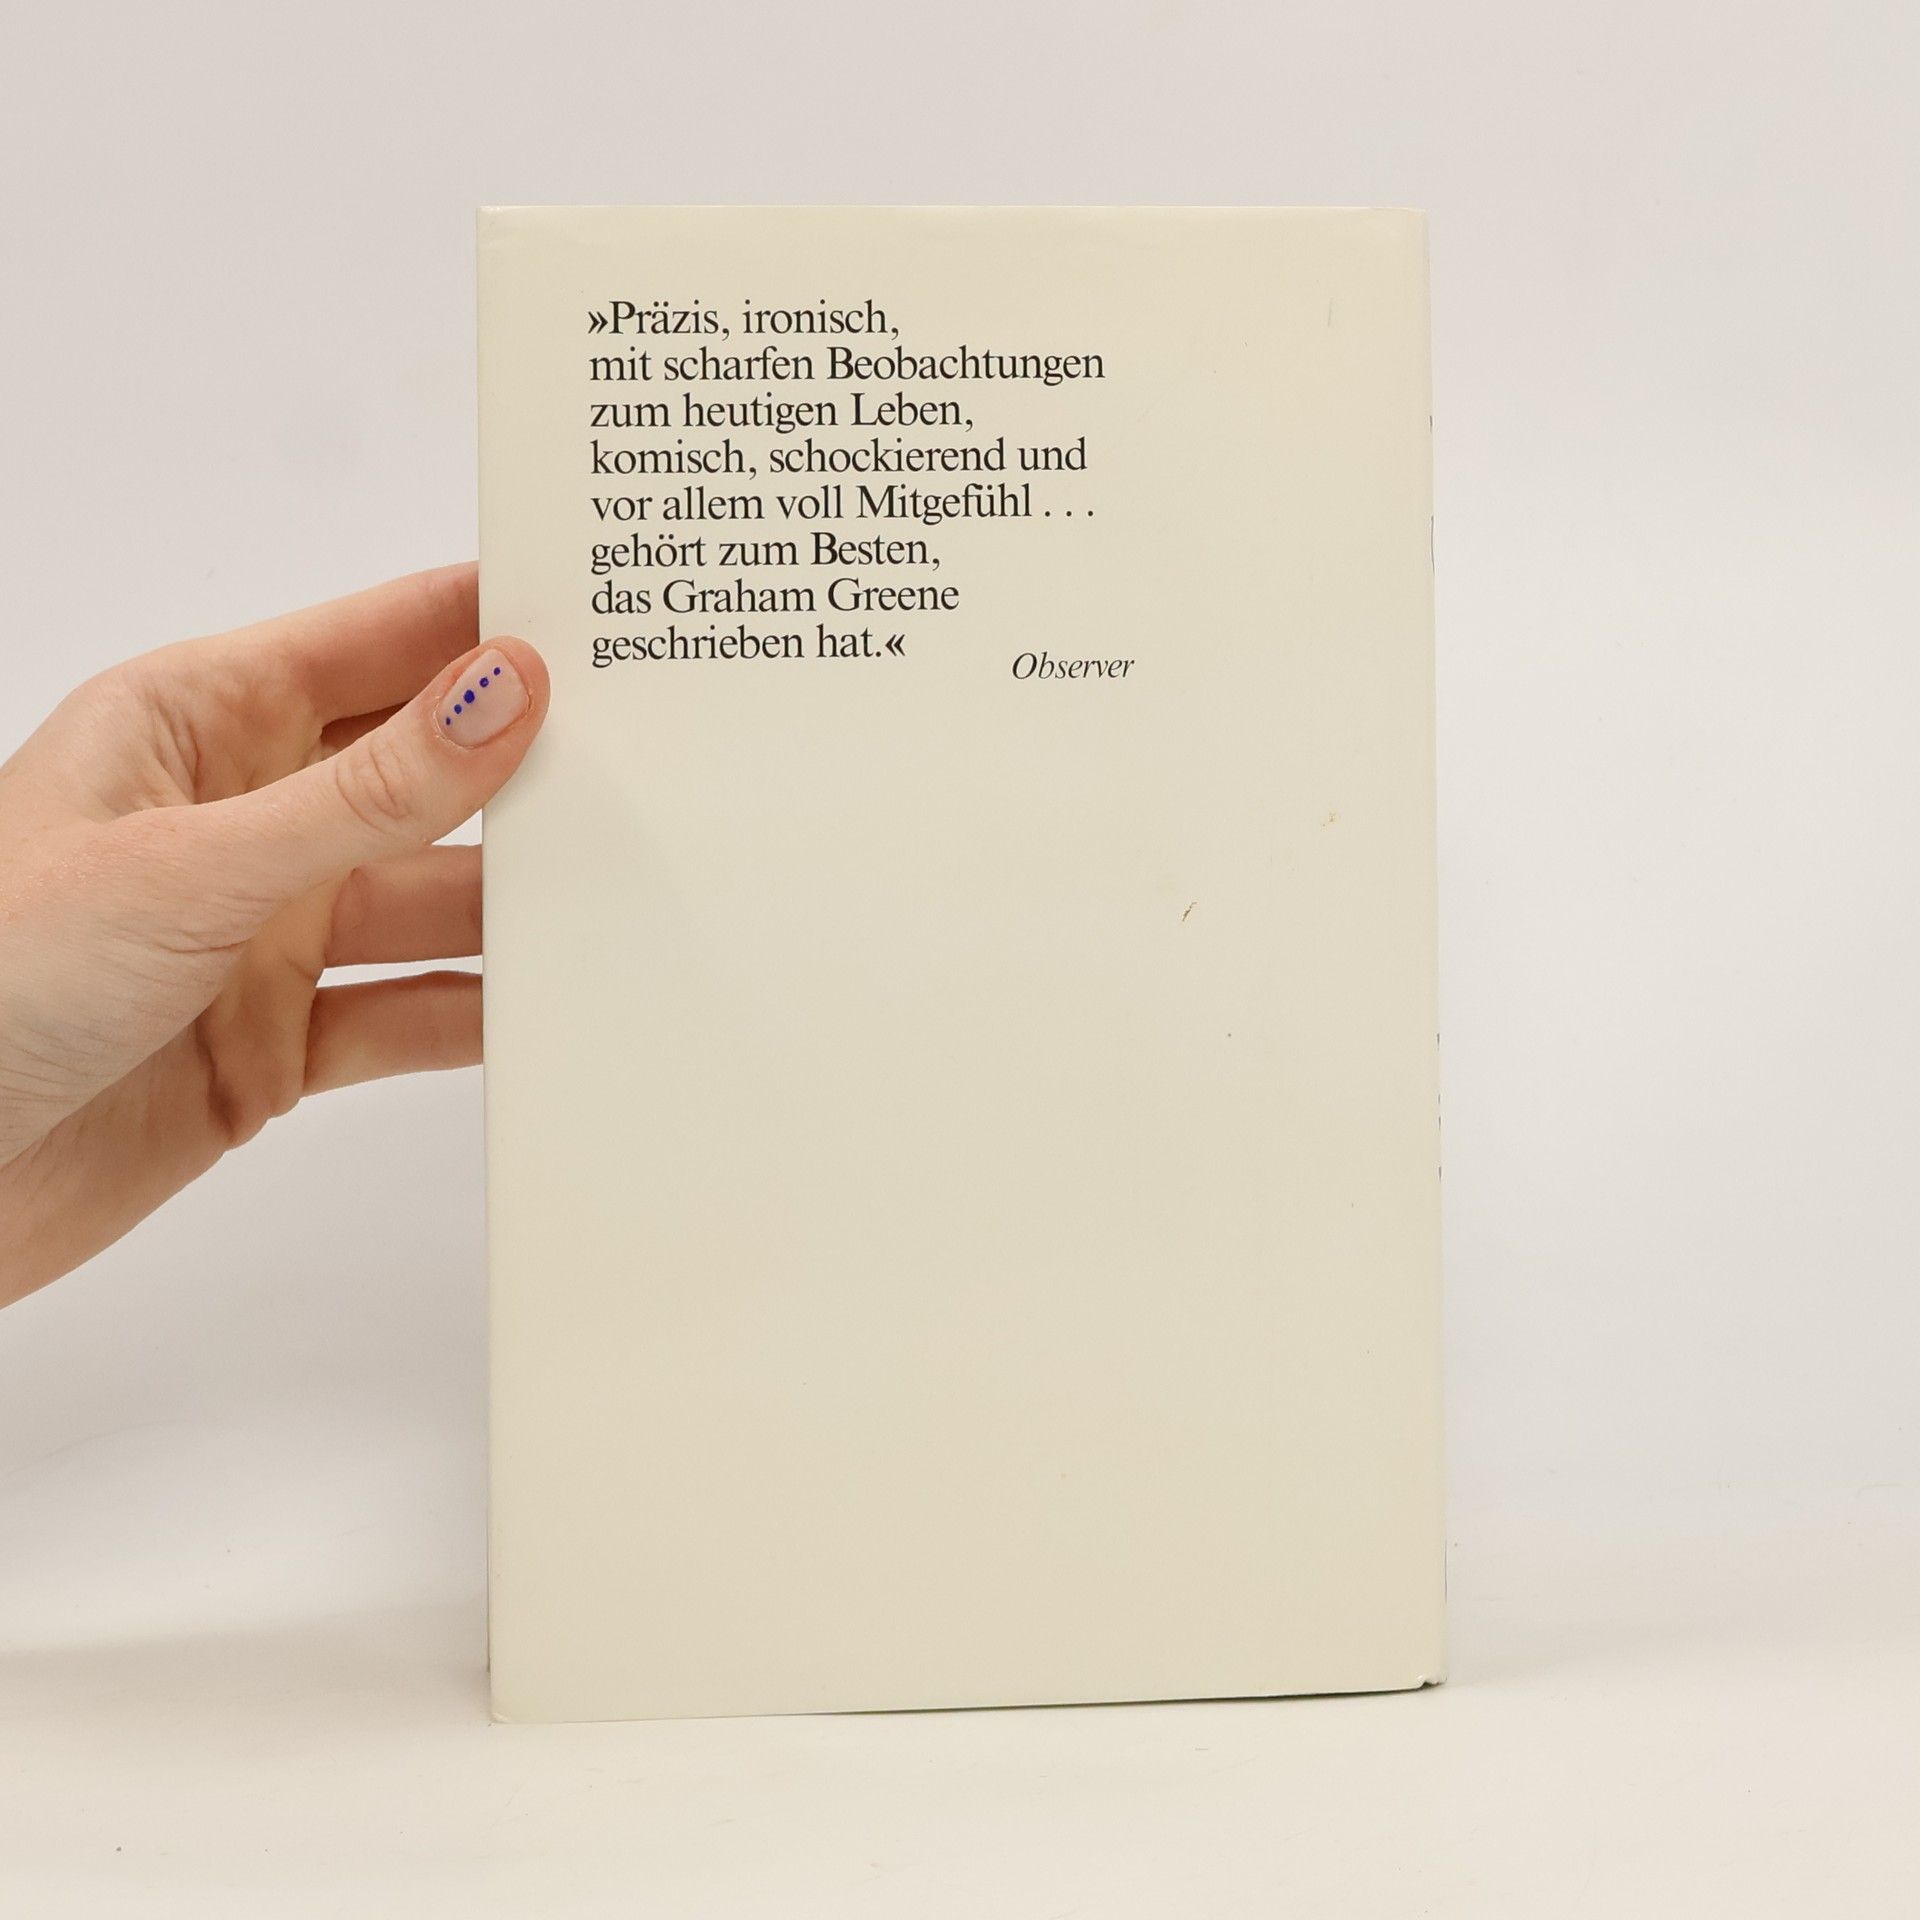 »Präzis, ironisch,
mit scharfen Beobachtungen
zum heutigen Leben,
komisch, schockierend und
vor allem voll Mitgefühl . . .
gehört zum Besten,
das Graham Greene
geschrieben hat.«
Observer